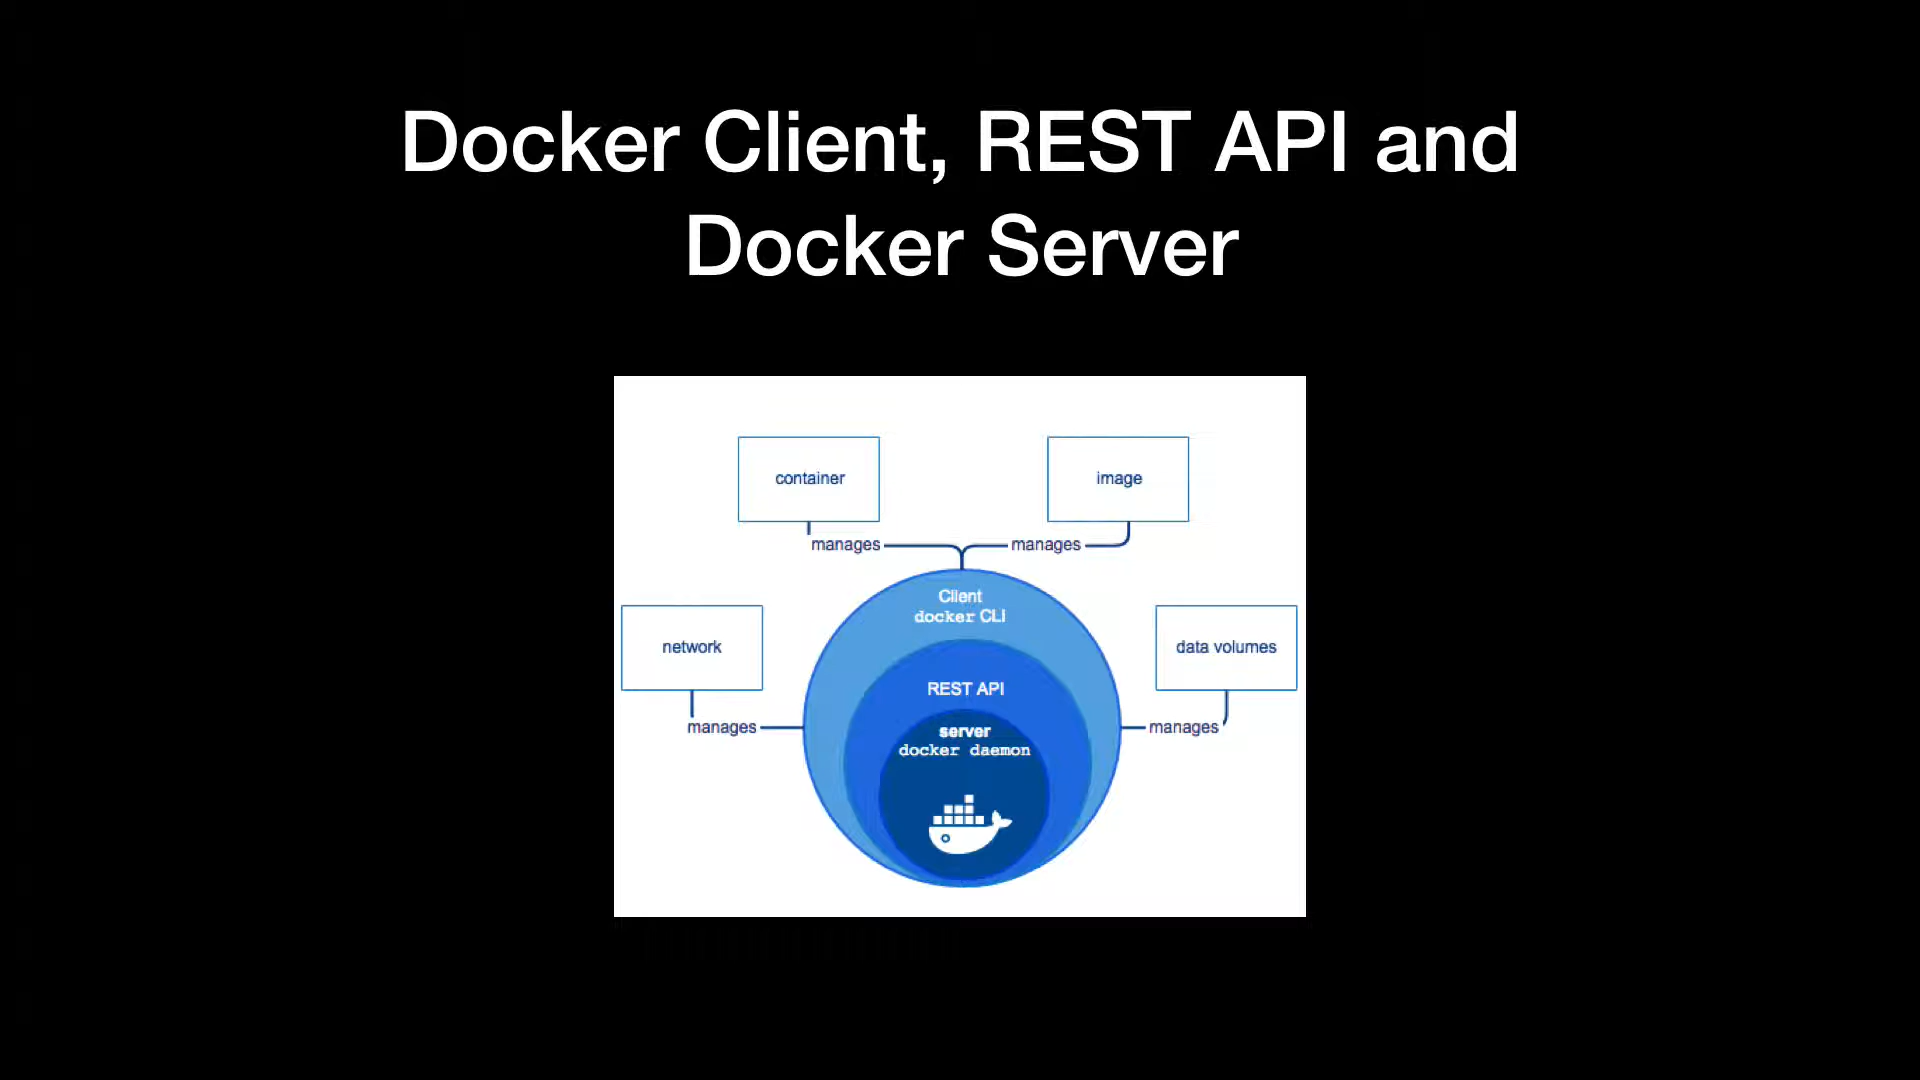 Docker Client, REST API and
Docker Server
container
image
manages
manages
Client
docker CLI
network
data volumes
REST API
manages
server
docker daemon
manages